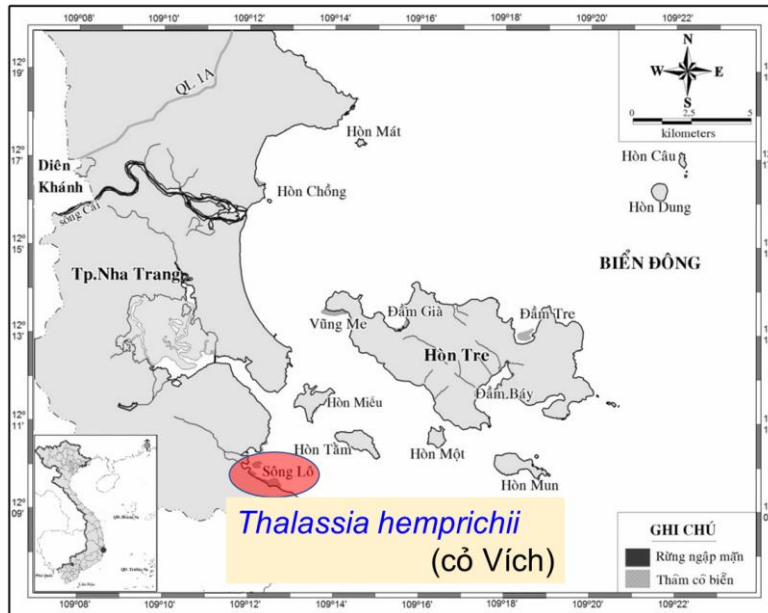 109°08' 109°10' 109°12' 109°14' 109°16' 109°18' 109°20' 109°22'
12° 19'
QL 1A
N
W E
S
0 2,5 5
kilometers
Hòn Mát
12° 17'
Diên Khánh
sông Cái
Hòn Chồng
Hòn Câu
Hòn Dung
12° 15'
BIỂN ĐÔNG
Tp.Nha Trang
12° 13'
Vũng Me
Đầm Già
Đầm Tre
Hòn Tre
Đầm Báy
12° 11'
Hòn Miễu
Hòn Tằm
Hòn Một
Hòn Mun
Sông Lô
12° 09'
Thalassia hemprichii
(cỏ Vích)
GHI CHÚ
Rừng ngập mặn
Thảm cỏ biển
109°08' 109°10' 109°12' 109°14' 109°16' 109°18' 109°20' 109°22'